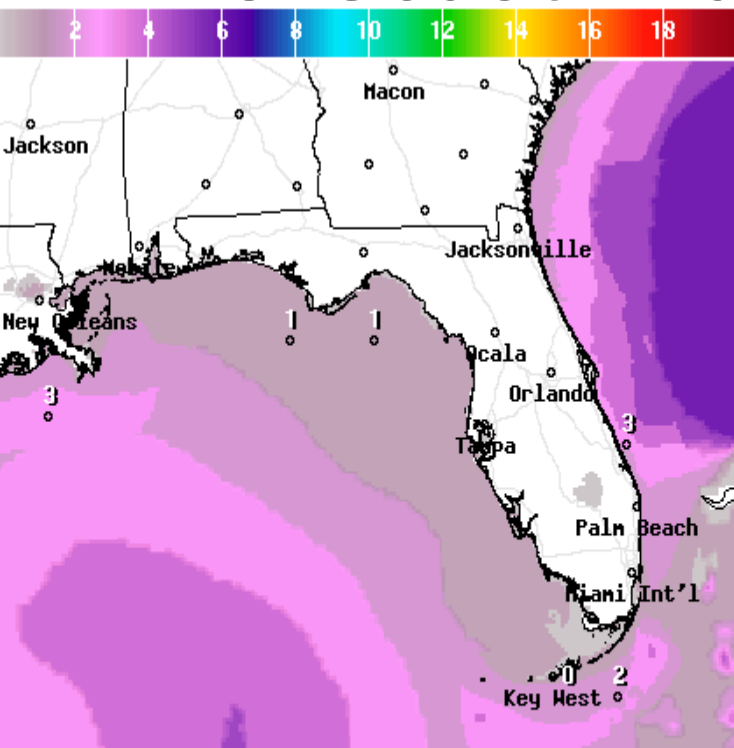 2 4 6 8 10 12 14 16 18
Macon
Jackson
Jacksonville
Mobile
New Orleans
1 1
Ocala
Orlando
3
3
Tampa
Palm Beach
Miami Int'l
0 2
Key West